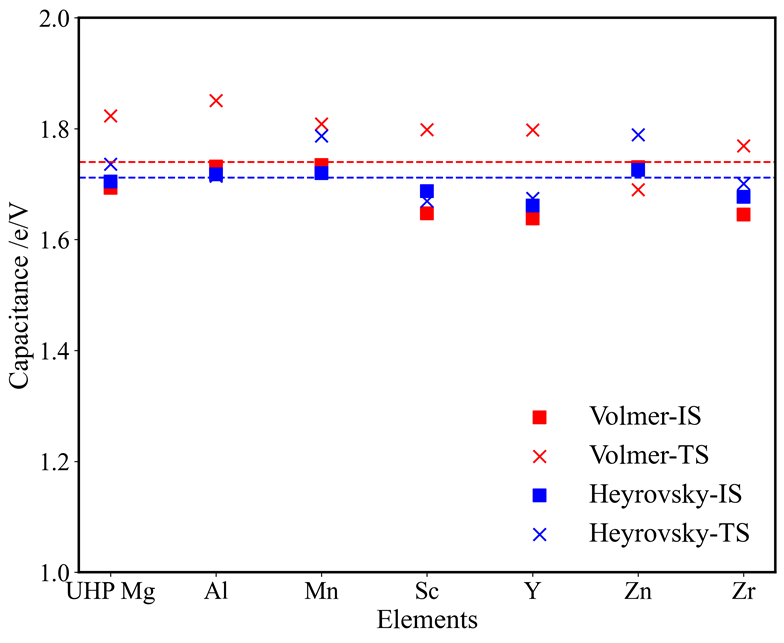 2.0
1.8
1.6
1.4
1.2
1.0
Capacitance /e/V
Volmer-IS
Volmer-TS
Heyrovsky-IS
Heyrovsky-TS
UHP Mg Al Mn Sc Y Zn Zr
Elements